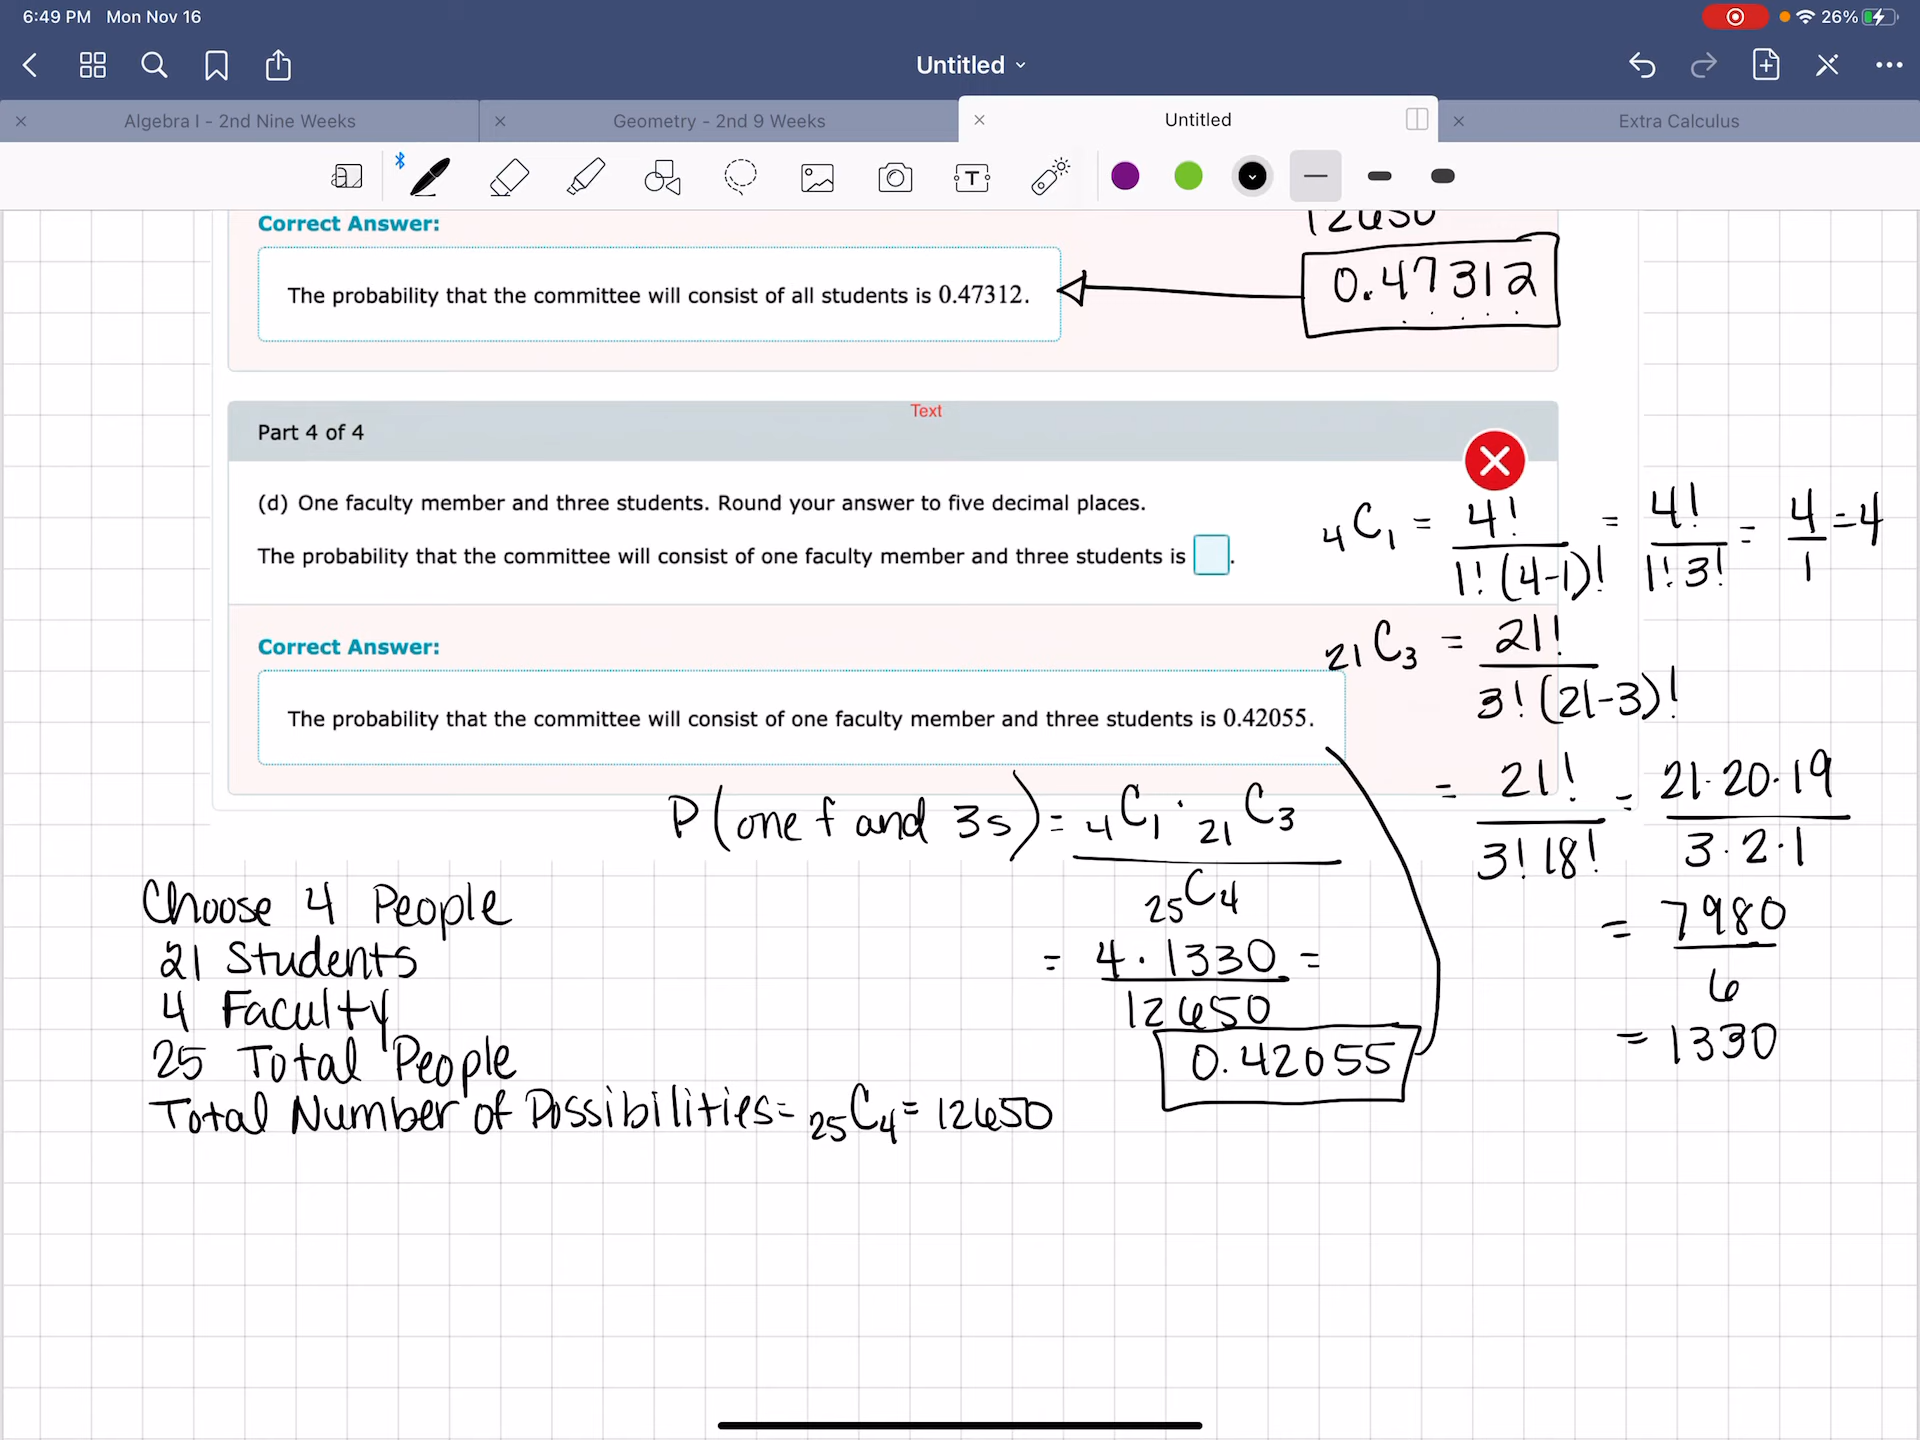 6:49 PM Mon Nov 16
26%
Untitled
Algebra I - 2nd Nine Weeks
Geometry - 2nd 9 Weeks
Untitled
Extra Calculus
Correct Answer:
12650
The probability that the committee will consist of all students is 0.47312.
0.47312
Text
Part 4 of 4
(d) One faculty member and three students. Round your answer to five decimal places.
The probability that the committee will consist of one faculty member and three students is .
₄C₁ = 4! / 1!(4-1)! = 4! / 1!3! = 4/1 = 4
Correct Answer:
The probability that the committee will consist of one faculty member and three students is 0.42055.
₂₁C₃ = 21! / 3!(21-3)!
= 21! / 3!18! = 21·20·19 / 3·2·1
= 7980 / 6
= 1330
P(one f and 3s) = ₄C₁ · ₂₁C₃ / ₂₅C₄
= 4·1330 / 12650 =
0.42055
Choose 4 People
21 Students
4 Faculty
25 Total People
Total Number of Possibilities = ₂₅C₄ = 12650